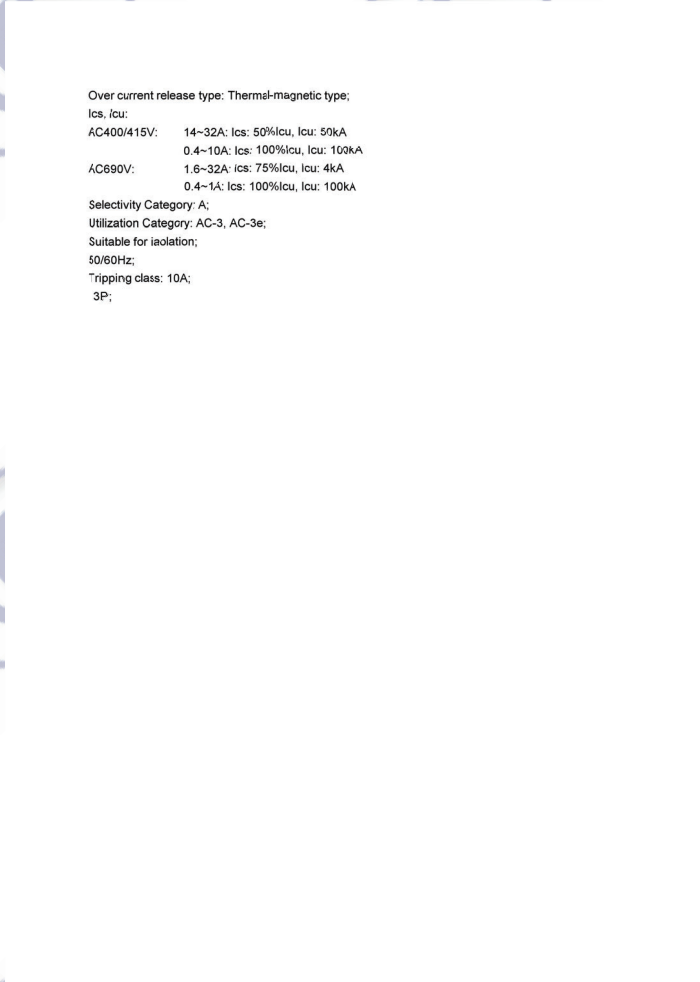 Over current release type: Thermal-magnetic type;
Ics, Icu:
AC400/415V: 14~32A: Ics: 50%Icu, Icu: 50kA
0.4~10A: Ics: 100%Icu, Icu: 100kA
AC690V: 1.6~32A: Ics: 75%Icu, Icu: 4kA
0.4~1A: Ics: 100%Icu, Icu: 100kA
Selectivity Category: A;
Utilization Category: AC-3, AC-3e;
Suitable for iaolation;
50/60Hz;
Tripping class: 10A;
3P;